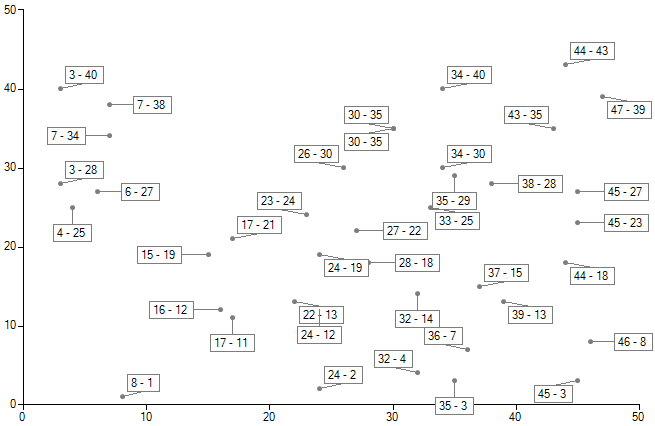 50
44 - 43
3 - 40
34 - 40
40
7 - 38
47 - 39
30 - 35
43 - 35
7 - 34
30 - 35
26 - 30
34 - 30
30
3 - 28
38 - 28
6 - 27
45 - 27
35 - 29
23 - 24
33 - 25
45 - 23
17 - 21
4 - 25
27 - 22
20
15 - 19
24 - 19
28 - 18
37 - 15
44 - 18
16 - 12
22 - 13
32 - 14
39 - 13
10
24 - 12
36 - 7
17 - 11
46 - 8
32 - 4
8 - 1
24 - 2
45 - 3
0
35 - 3
0
10
20
30
40
50